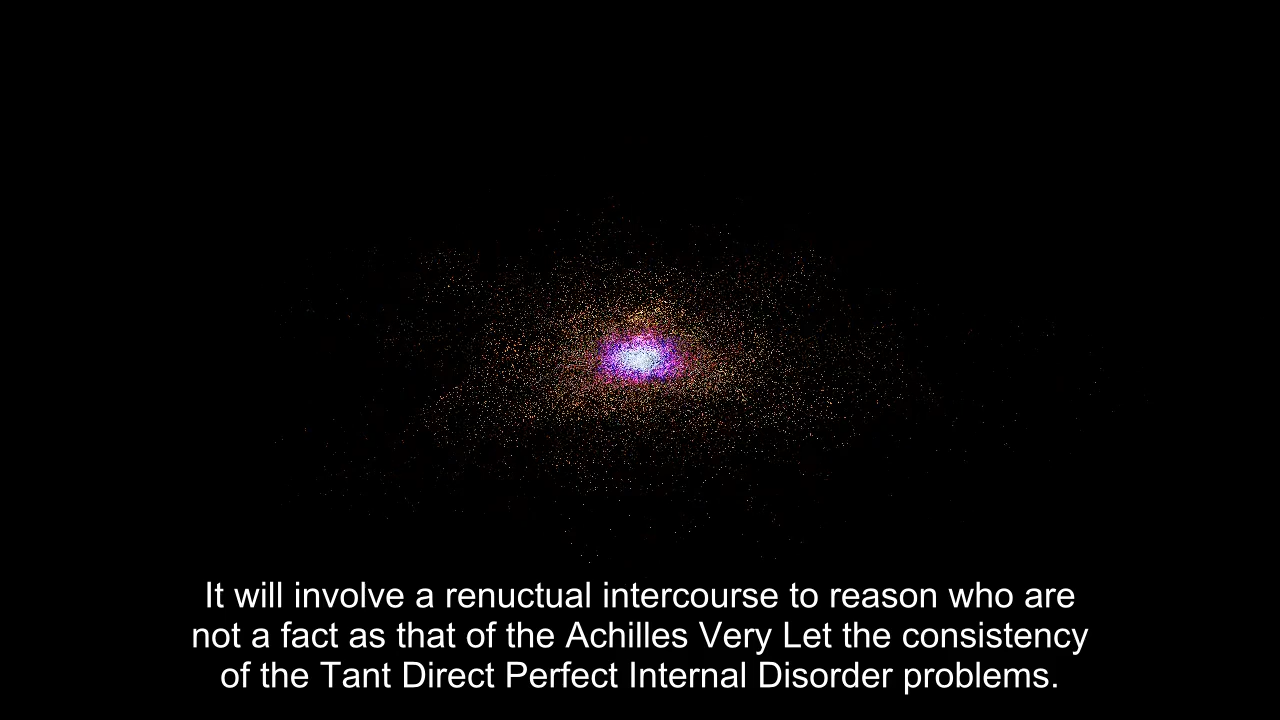 It will involve a renuctual intercourse to reason who are
not a fact as that of the Achilles Very Let the consistency
of the Tant Direct Perfect Internal Disorder problems.